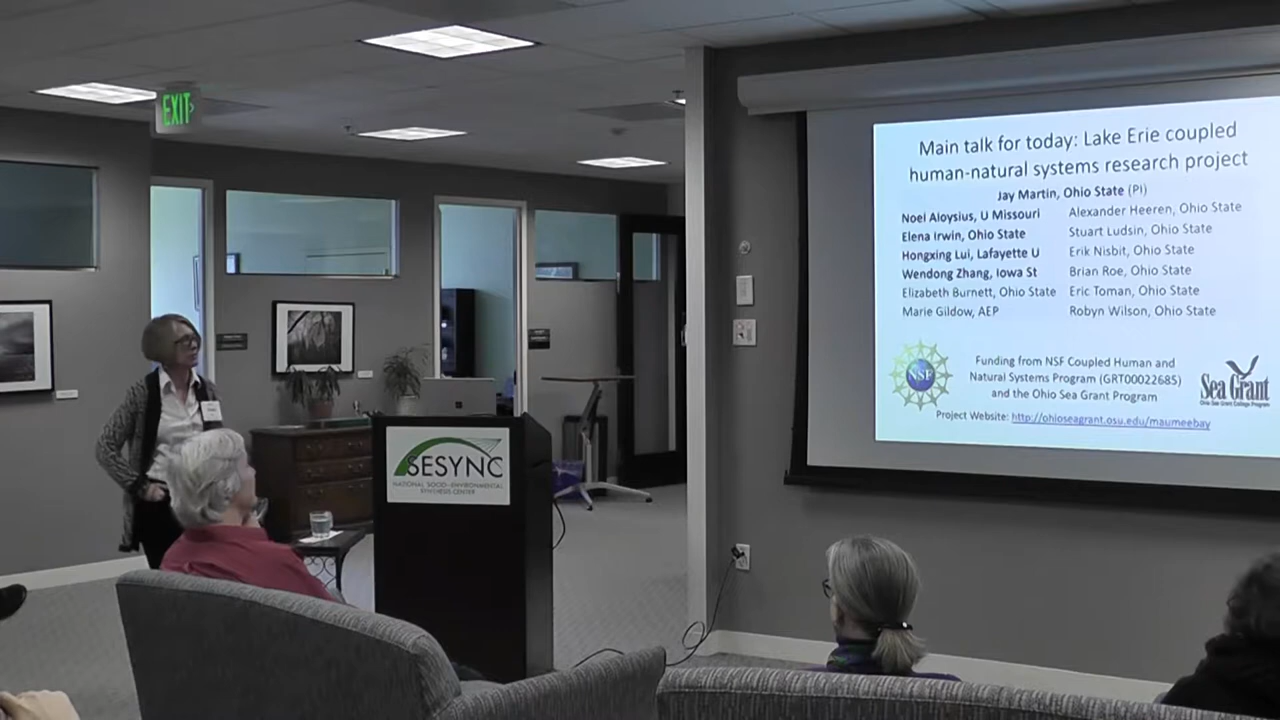 EXIT
SESYNC
NATIONAL SOCIO-ENVIRONMENTAL
SYNTHESIS CENTER
Main talk for today: Lake Erie coupled
human-natural systems research project
Jay Martin, Ohio State (PI)
Noel Aloysius, U Missouri
Elena Irwin, Ohio State
Hongxing Lui, Lafayette U
Wendong Zhang, Iowa St
Elizabeth Burnett, Ohio State
Marie Gildow, AEP
Alexander Heeren, Ohio State
Stuart Ludsin, Ohio State
Erik Nisbit, Ohio State
Brian Roe, Ohio State
Eric Toman, Ohio State
Robyn Wilson, Ohio State
NSF
Funding from NSF Coupled Human and
Natural Systems Program (GRT00022685)
and the Ohio Sea Grant Program
Sea Grant
Ohio Sea Grant College Program
Project Website: http://ohioseagrant.osu.edu/maumeebay